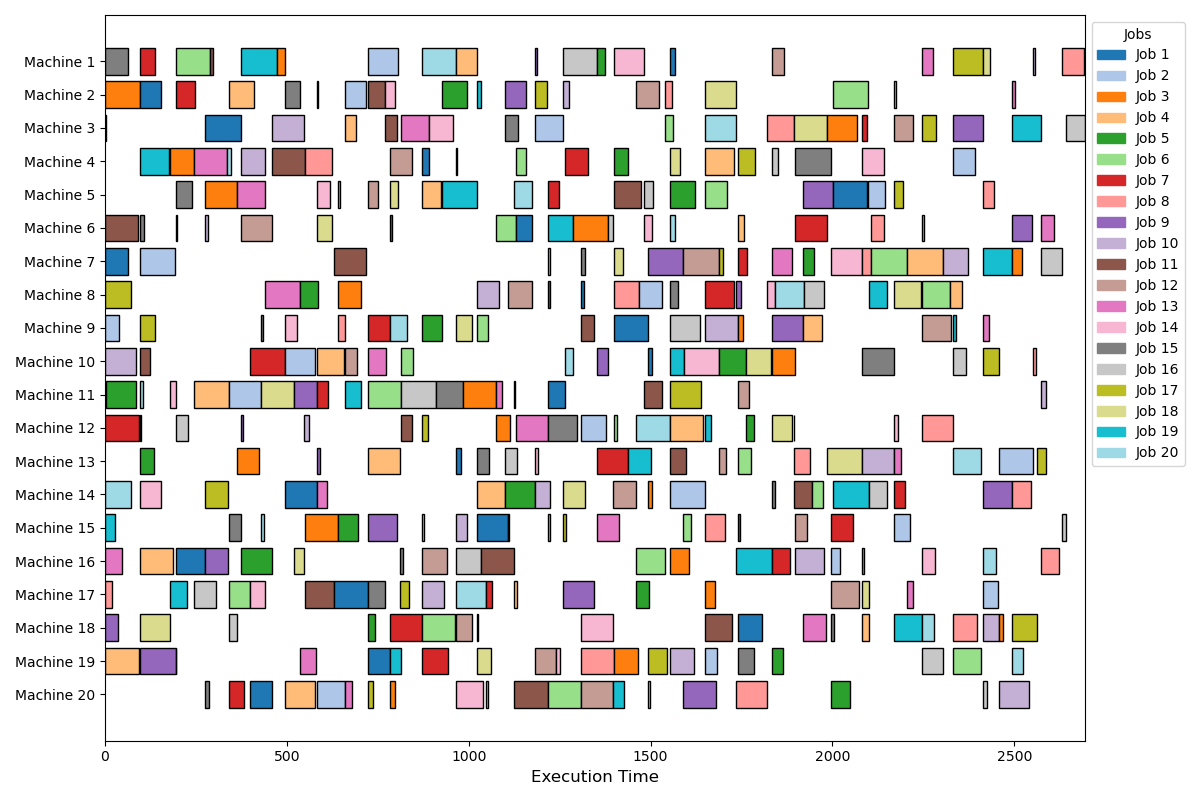 Machine 1
Machine 2
Machine 3
Machine 4
Machine 5
Machine 6
Machine 7
Machine 8
Machine 9
Machine 10
Machine 11
Machine 12
Machine 13
Machine 14
Machine 15
Machine 16
Machine 17
Machine 18
Machine 19
Machine 20
0 500 1000 1500 2000 2500
Execution Time
Jobs
Job 1
Job 2
Job 3
Job 4
Job 5
Job 6
Job 7
Job 8
Job 9
Job 10
Job 11
Job 12
Job 13
Job 14
Job 15
Job 16
Job 17
Job 18
Job 19
Job 20